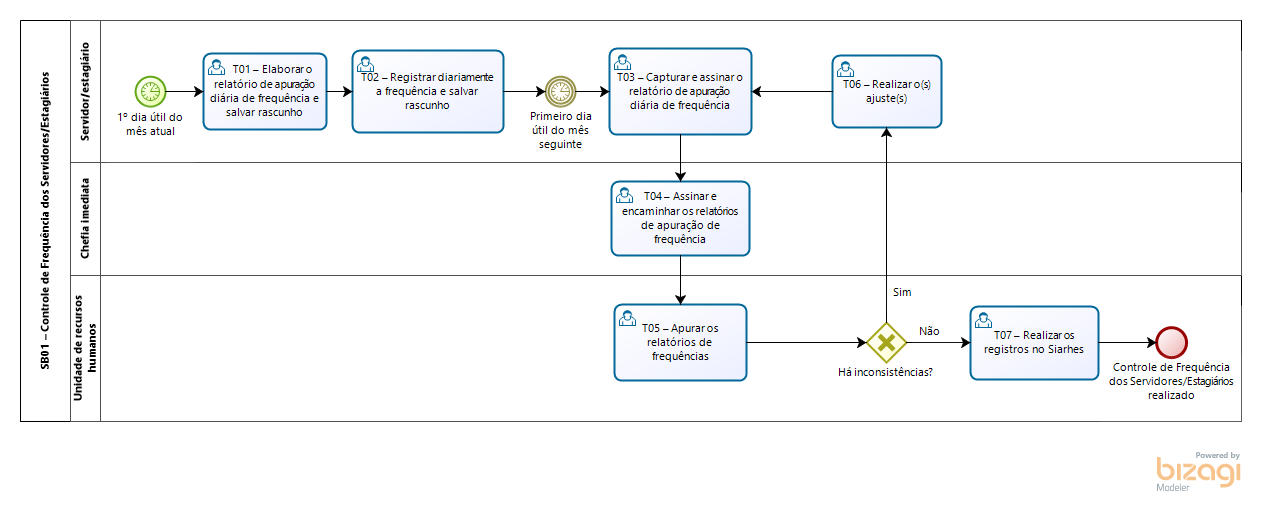 SB01 – Controle de Frequência dos Servidores/Estagiários
Servidor/estagiário
1º dia útil do
mês atual
T01 – Elaborar o
relatório de apuração
diária de frequência e
salvar rascunho
T02 – Registrar diariamente
a frequência e salvar
rascunho
Primeiro dia
útil do mês
seguinte
T03 – Capturar e assinar o
relatório de apuração
diária de frequência
T06 – Realizar o(s)
ajuste(s)
Chefia imediata
T04 – Assinar e
encaminhar os relatórios
de apuração de
frequência
Unidade de recursos
humanos
T05 – Apurar os
relatórios de
frequências
Há inconsistências?
Sim
Não
T07 – Realizar os
registros no Siarhes
Controle de Frequência
dos Servidores/Estagiários
realizado
Powered by
bizagi
Modeler